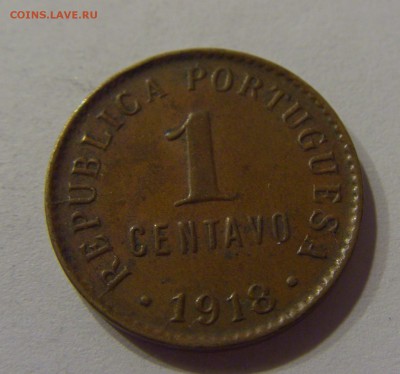 COINS.LAVE.RU
REPUBLICA PORTUGUESA
1
CENTAVO
• 1918 •